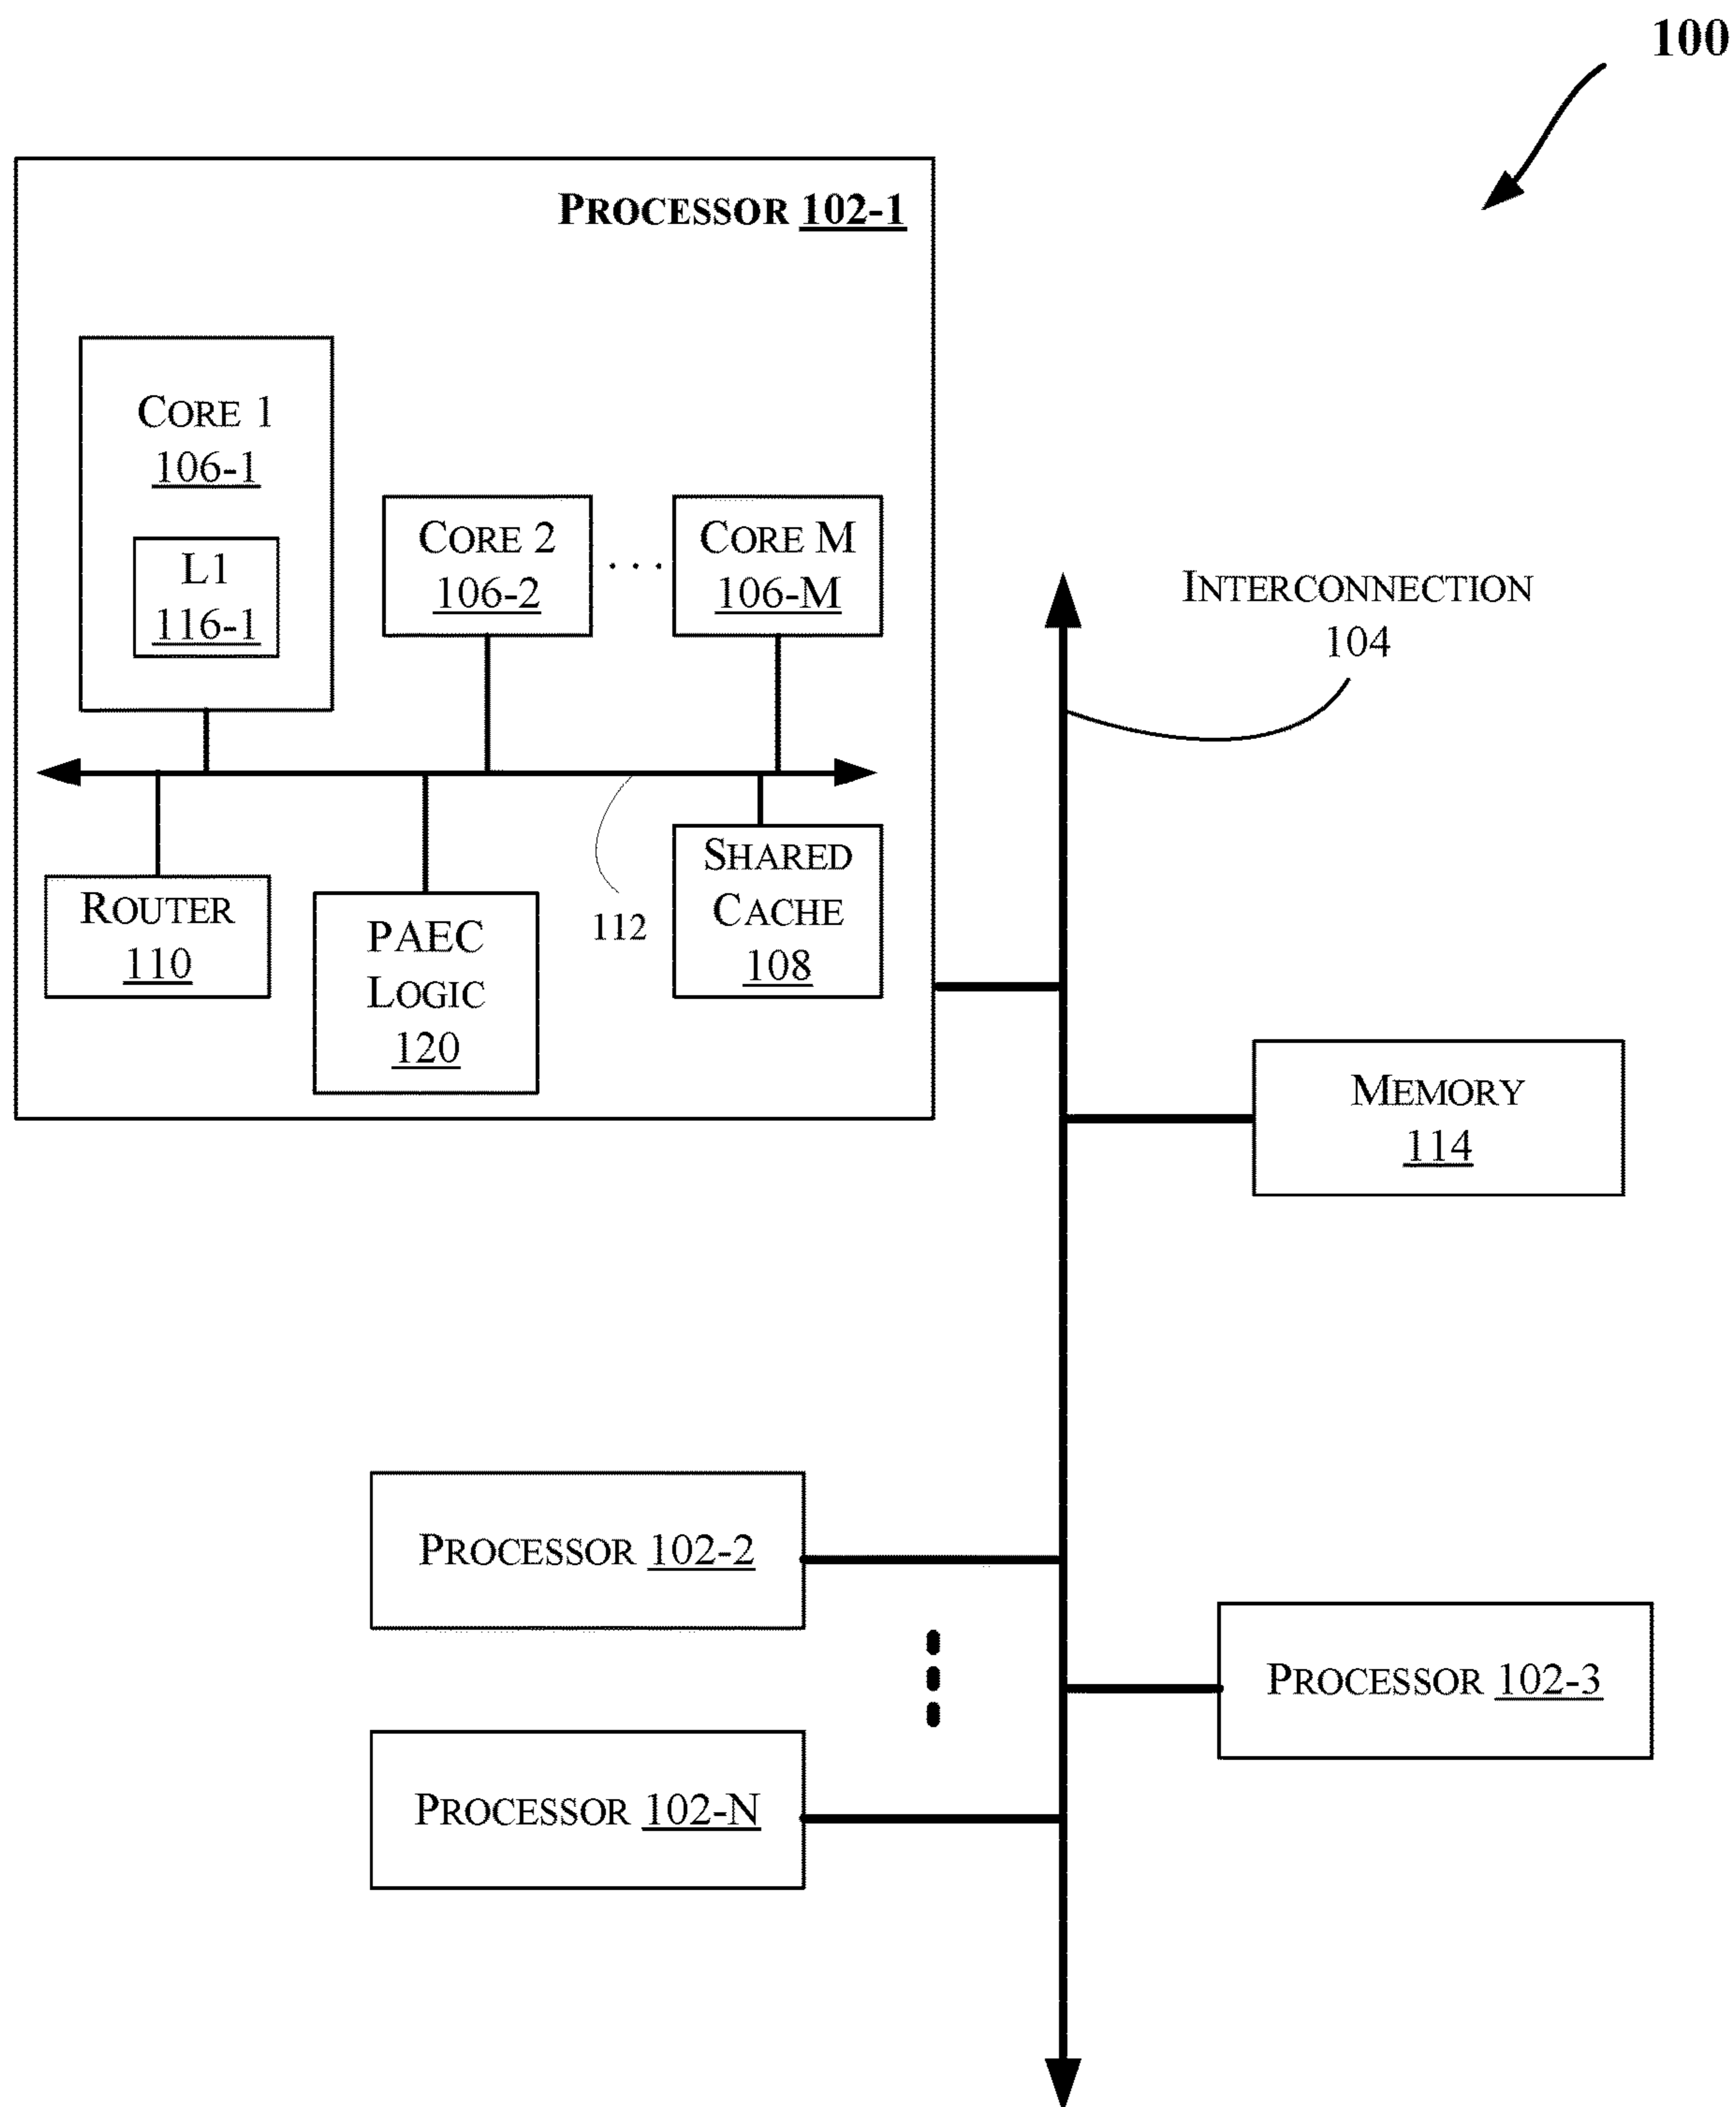 100
PROCESSOR 102-1
CORE 1
106-1
L1
116-1
CORE 2
106-2
. . .
CORE M
106-M
INTERCONNECTION
104
ROUTER
110
PAEC
LOGIC
120
112
SHARED
CACHE
108
MEMORY
114
PROCESSOR 102-2
PROCESSOR 102-3
PROCESSOR 102-N